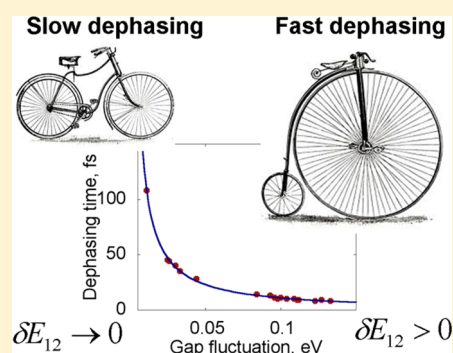 Slow dephasing
Fast dephasing
Dephasing time, fs
100
50
0
0.05
0.1
Gap fluctuation, eV
δE₁₂ → 0
δE₁₂ > 0